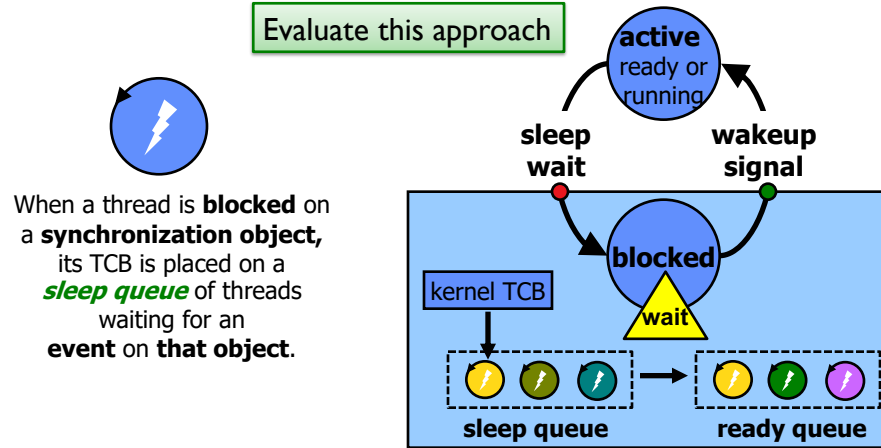 Evaluate this approach
When a thread is blocked on
a synchronization object,
its TCB is placed on a
sleep queue of threads
waiting for an
event on that object.
active
ready or
running
sleep
wait
wakeup
signal
blocked
wait
kernel TCB
sleep queue
ready queue